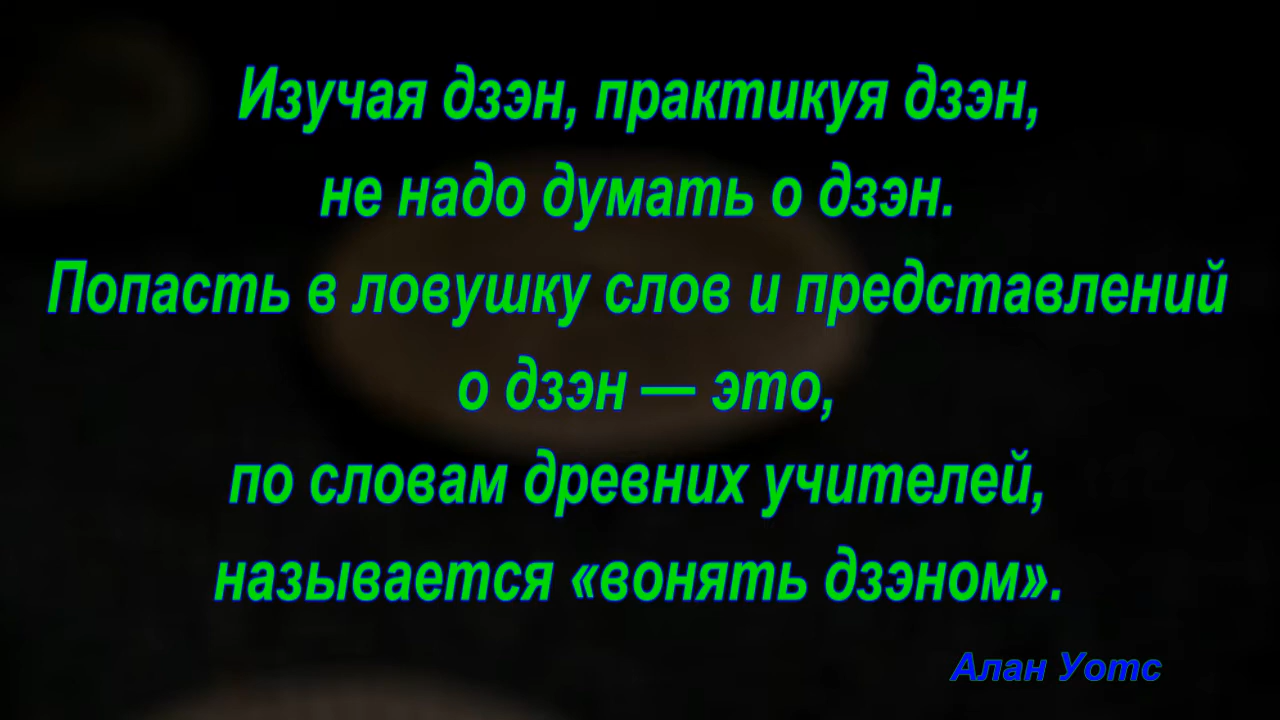 Изучая дзэн, практикуя дзэн,
не надо думать о дзэн.
Попасть в ловушку слов и представлений
о дзэн — это,
по словам древних учителей,
называется «вонять дзэном».
Алан Уотс